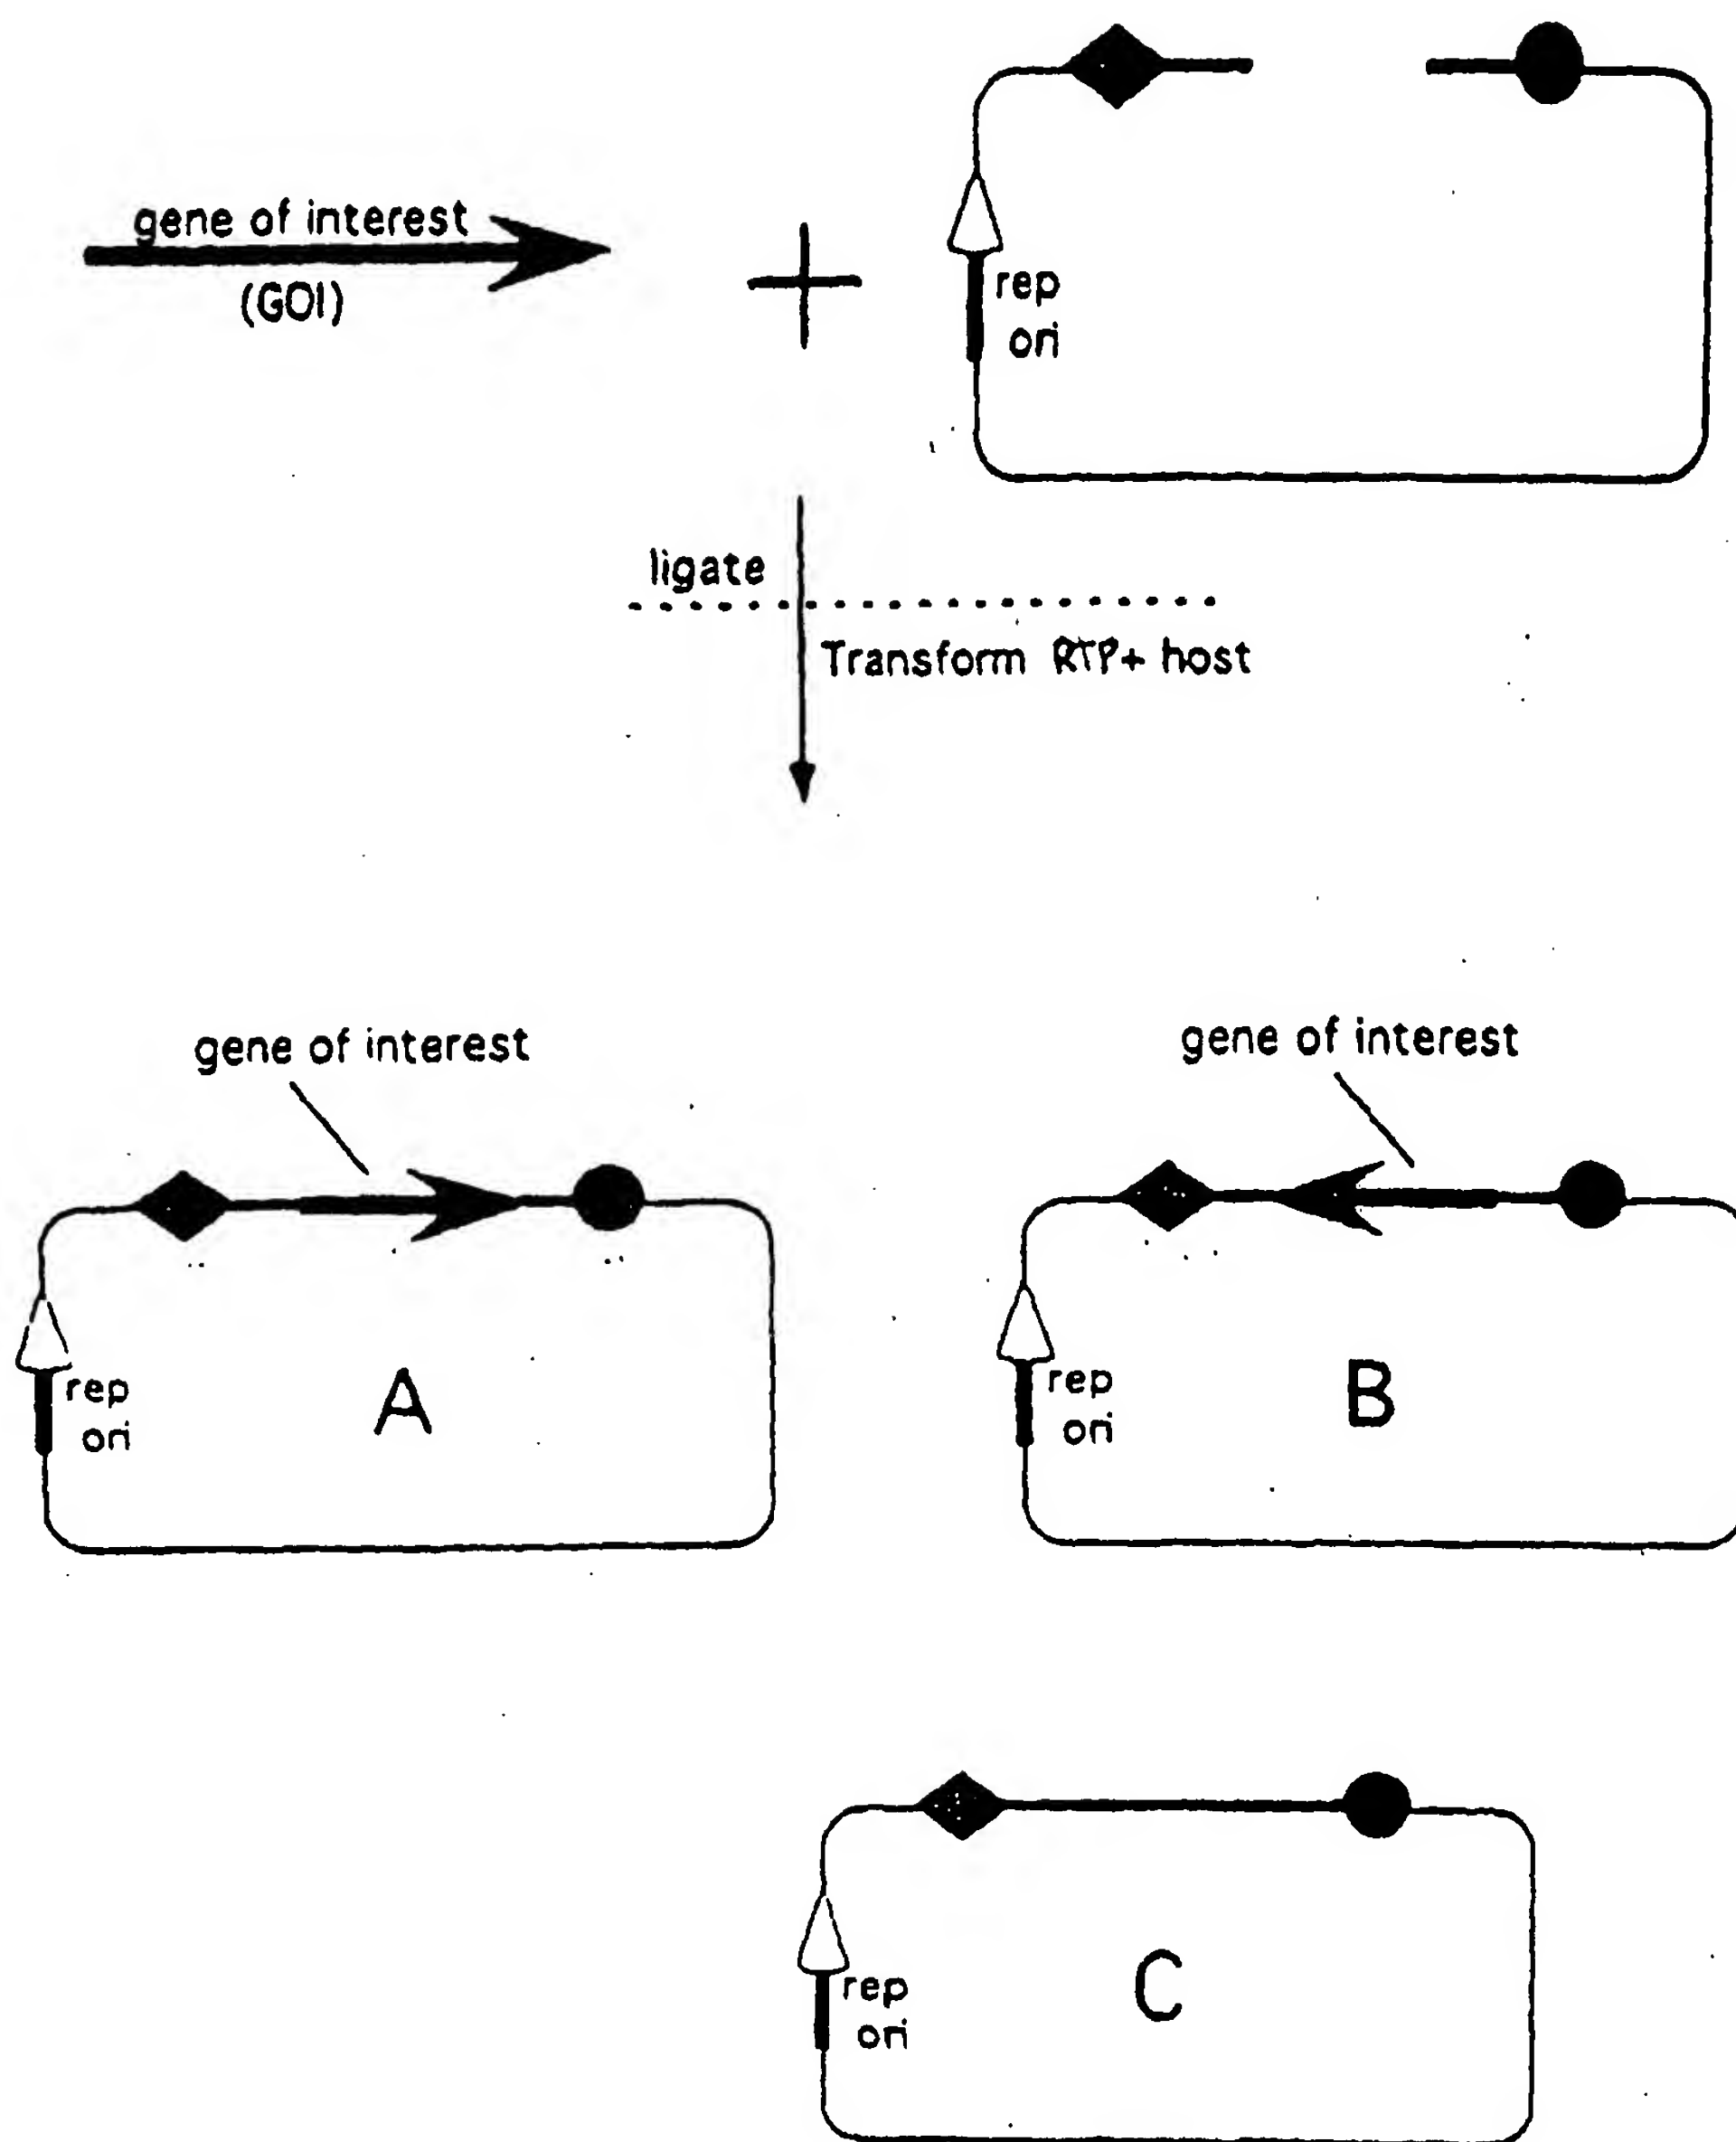 gene of interest
(GOI)
rep
ori
ligate
Transform RTP+ host
gene of interest
gene of interest
rep
ori
A
rep
ori
B
rep
ori
C